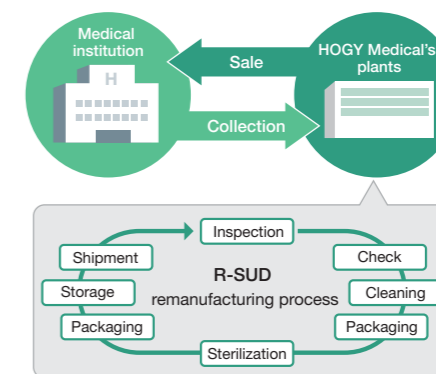 Medical
institution
H
Sale
HOGY Medical's
plants
Collection
Inspection
Shipment
Check
R-SUD
Storage
remanufacturing process
Cleaning
Packaging
Packaging
Sterilization